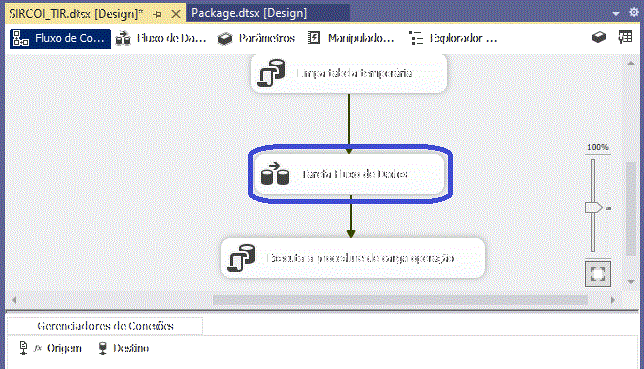 SIRCOI_TIR.dtsx [Design]*
Package.dtsx [Design]
Fluxo de Co...
Fluxo de Da...
Parâmetros
Manipulado...
Explorador ...
Limpa tabela temporária
100%
Tarefa Fluxo de Dados
Executa a procedure de carga operação
Gerenciadores de Conexões
fx Origem
Destino